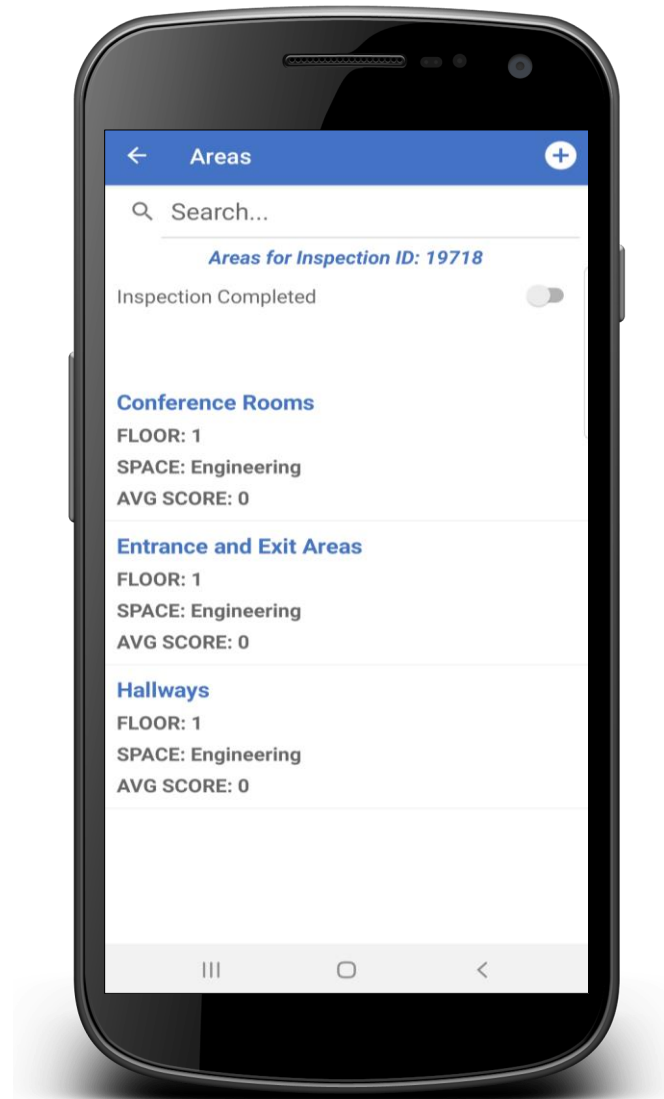 Areas
Search...
Areas for Inspection ID: 19718
Inspection Completed
Conference Rooms
FLOOR: 1
SPACE: Engineering
AVG SCORE: 0
Entrance and Exit Areas
FLOOR: 1
SPACE: Engineering
AVG SCORE: 0
Hallways
FLOOR: 1
SPACE: Engineering
AVG SCORE: 0